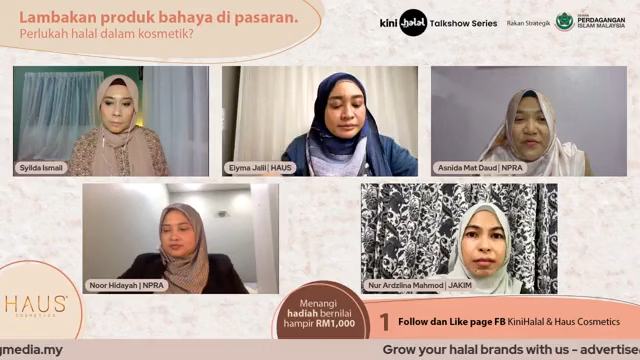 Lambakan produk bahaya di pasaran.
Perlukah halal dalam kosmetik?
kini halal Talkshow Series
Rakan Strategik
PERDAGANGAN
ISLAM MALAYSIA
Syilda Ismail
Eiyma Jalil | HAUS
Asnida Mat Daud | NPRA
Noor Hidayah | NPRA
Nur Ardzlina Mahmod | JAKIM
HAUS
COSMETICS
Menangi
hadiah bernilai
hampir RM1,000
1 Follow dan Like page FB KiniHalal & Haus Cosmetics
gmedia.my
Grow your halal brands with us - advertise